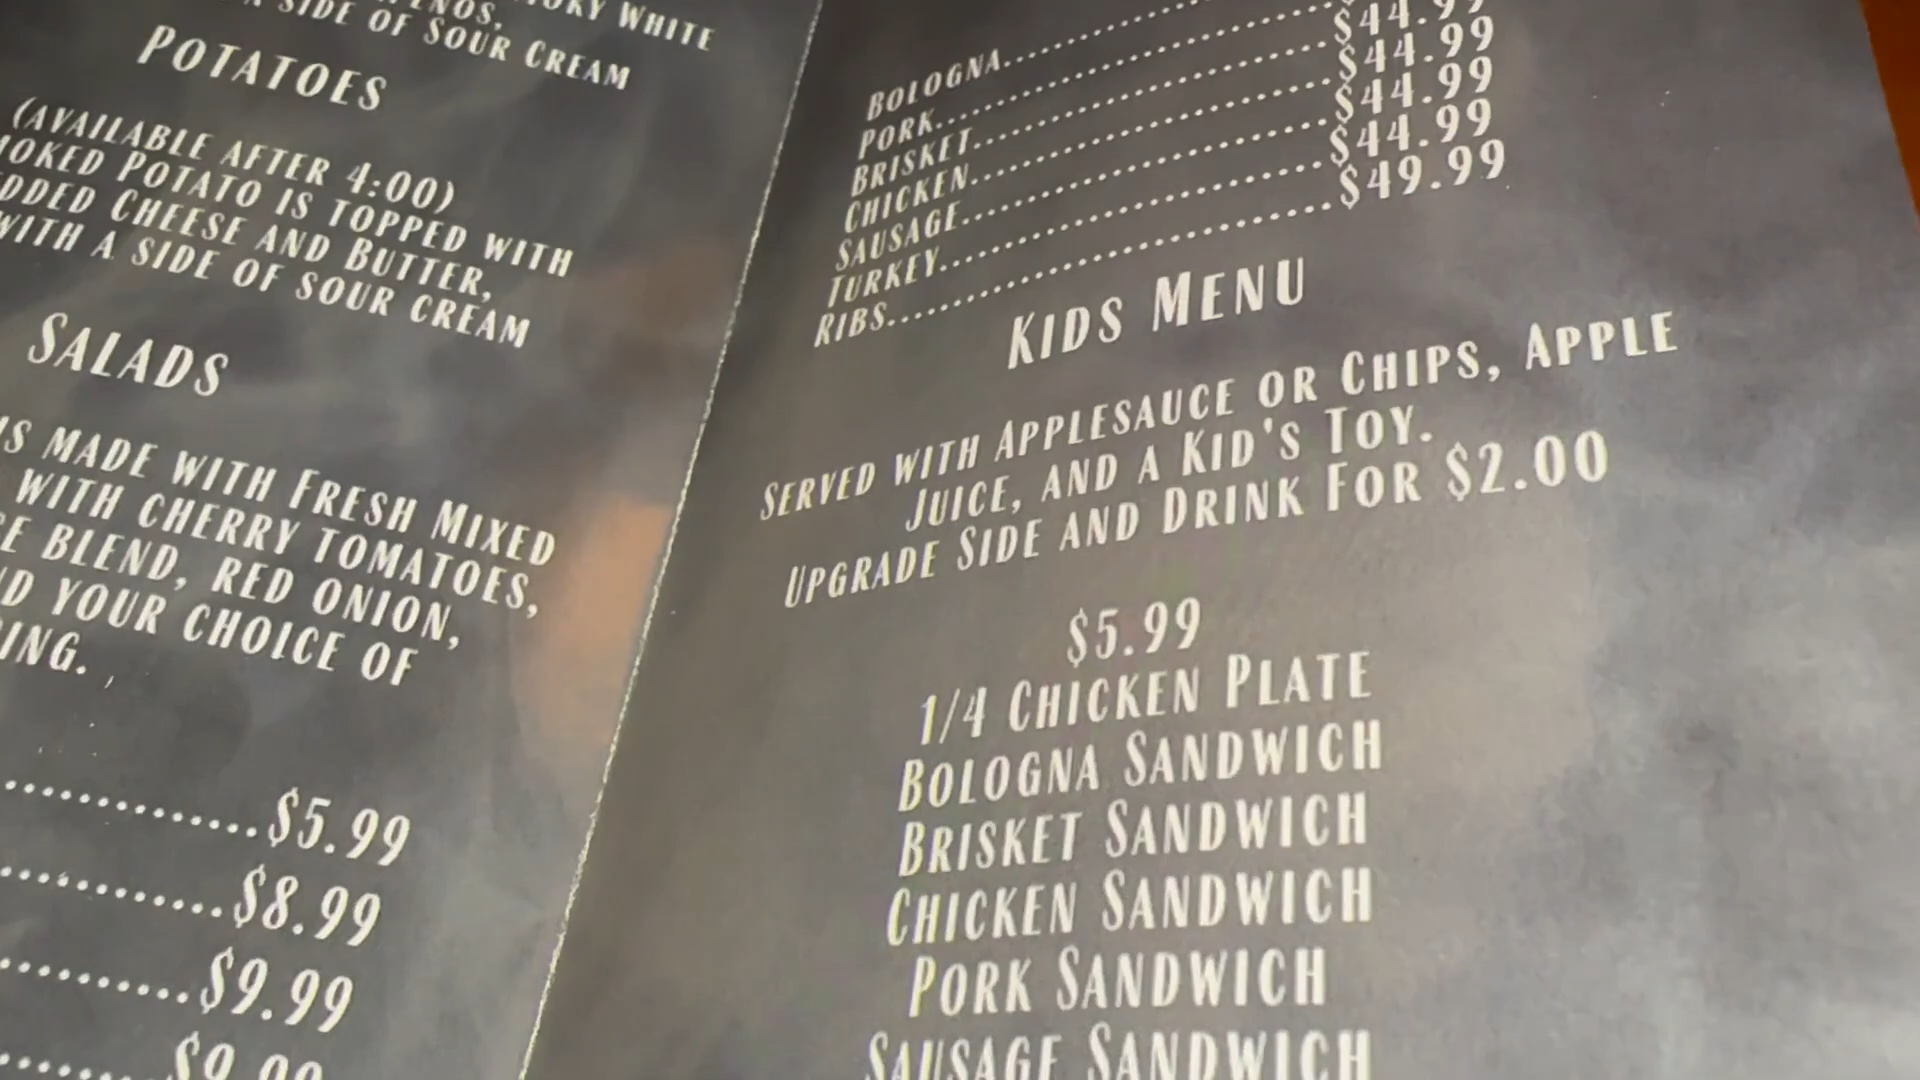 WHITE
A SIDE OF SOUR CREAM
POTATOES
(AVAILABLE AFTER 4:00)
POTATO IS TOPPED WITH
CHEESE AND BUTTER,
WITH A SIDE OF SOUR CREAM
SALADS
IS MADE WITH FRESH MIXED
WITH CHERRY TOMATOES,
BLEND, RED ONION,
YOUR CHOICE OF
$5.99
$8.99
$9.99
BOLOGNA
PORK
BRISKET
CHICKEN
SAUSAGE
TURKEY
RIBS
$44.99
$44.99
$44.99
$44.99
$49.99
KIDS MENU
SERVED WITH APPLESAUCE OR CHIPS, APPLE
JUICE, AND A KID'S TOY.
UPGRADE SIDE AND DRINK FOR $2.00
$5.99
1/4 CHICKEN PLATE
BOLOGNA SANDWICH
BRISKET SANDWICH
CHICKEN SANDWICH
PORK SANDWICH
SAUSAGE SANDWICH